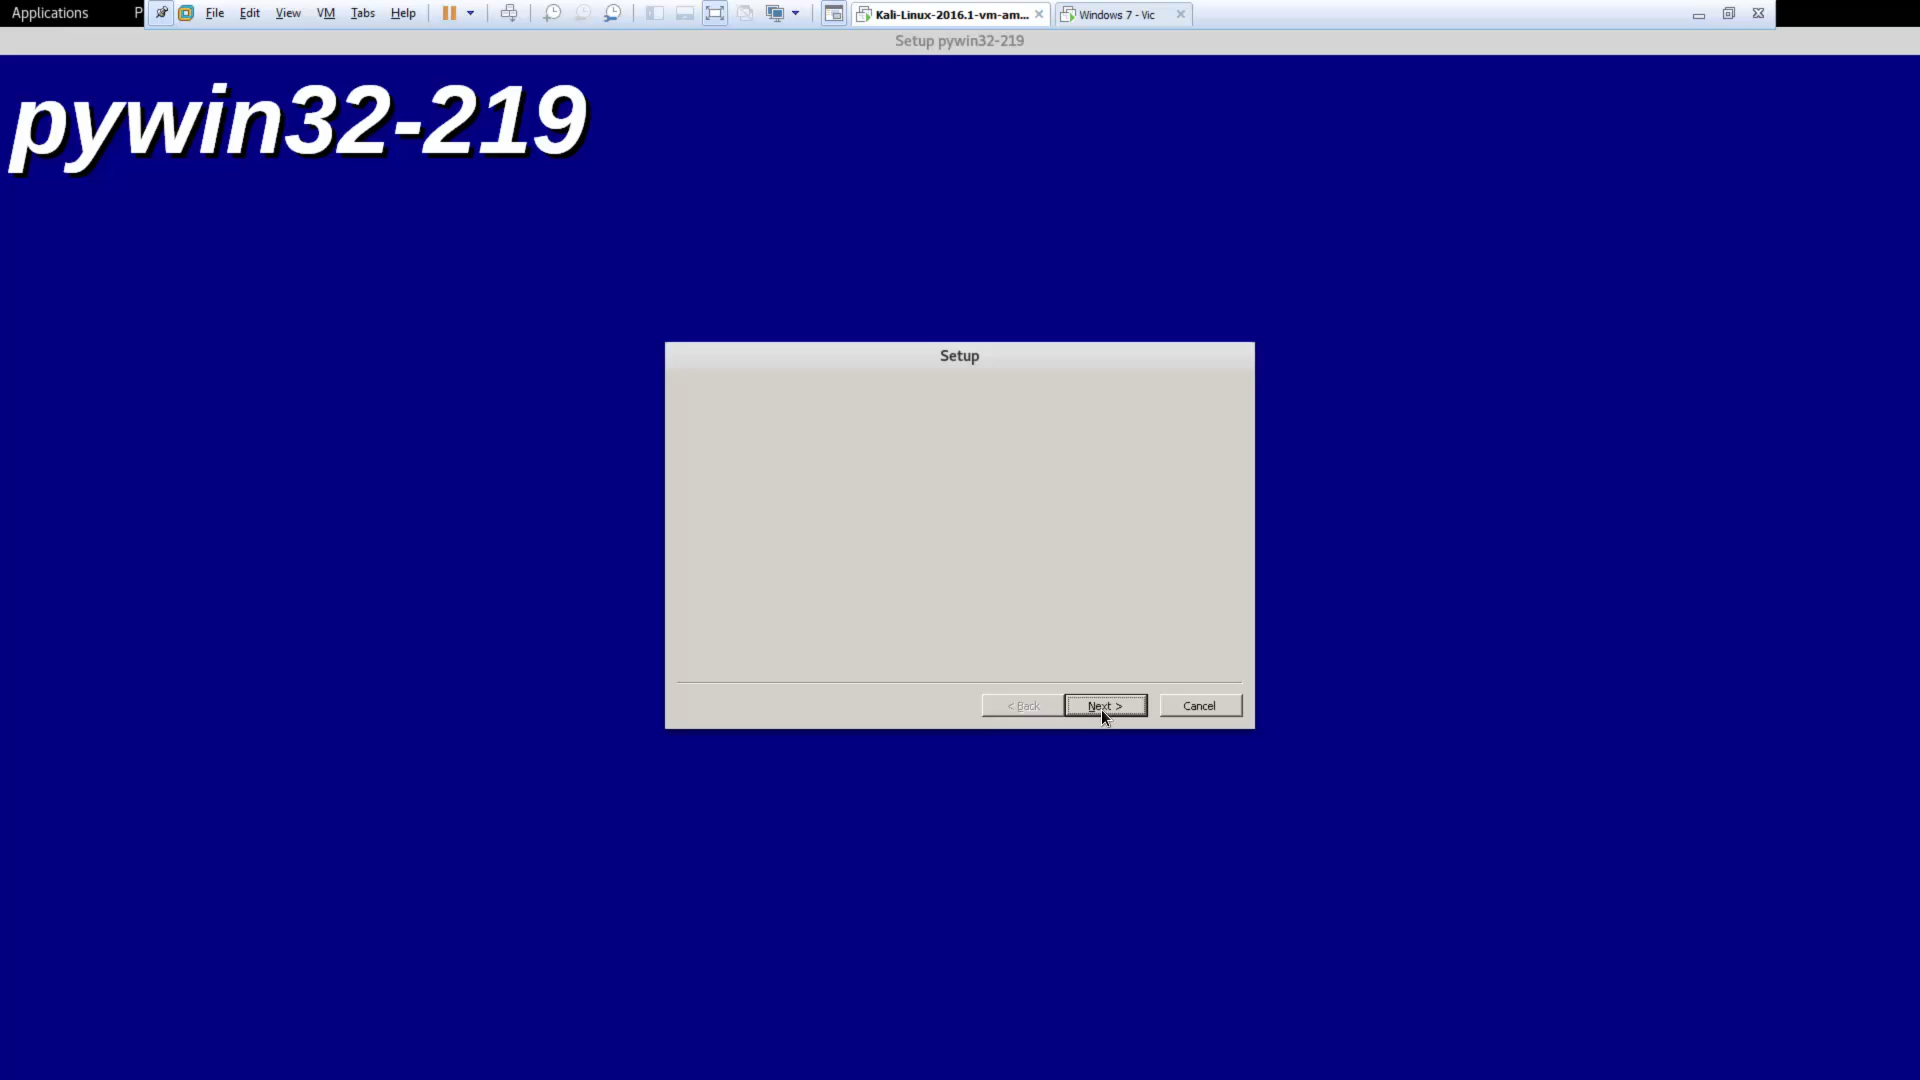 Applications
P
File Edit View VM Tabs Help
Kali-Linux-2016.1-vm-am...
Windows 7 - Vic
Setup pywin32-219
pywin32-219
Setup
< Back
Next >
Cancel